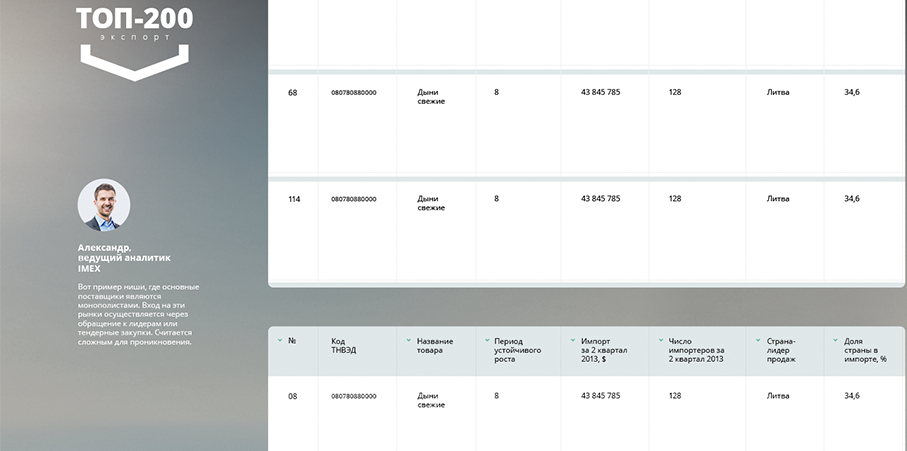 ТОП-200
экспорт
Александр,
ведущий аналитик
IMEX
Вот пример ниши, где основные
поставщики являются
монополистами. Вход на эти
рынки осуществляется через
обращение к лидерам или
тендерные закупки. Считается
сложным для проникновения.
68 080780880000 Дыни свежие 8 43 845 785 128 Литва 34,6
114 080780880000 Дыни свежие 8 43 845 785 128 Литва 34,6
№ Код ТНВЭД Название товара Период устойчивого роста Импорт за 2 квартал 2013, $ Число импортеров за 2 квартал 2013 Страна-лидер продаж Доля страны в импорте, %
08 080780880000 Дыни свежие 8 43 845 785 128 Литва 34,6